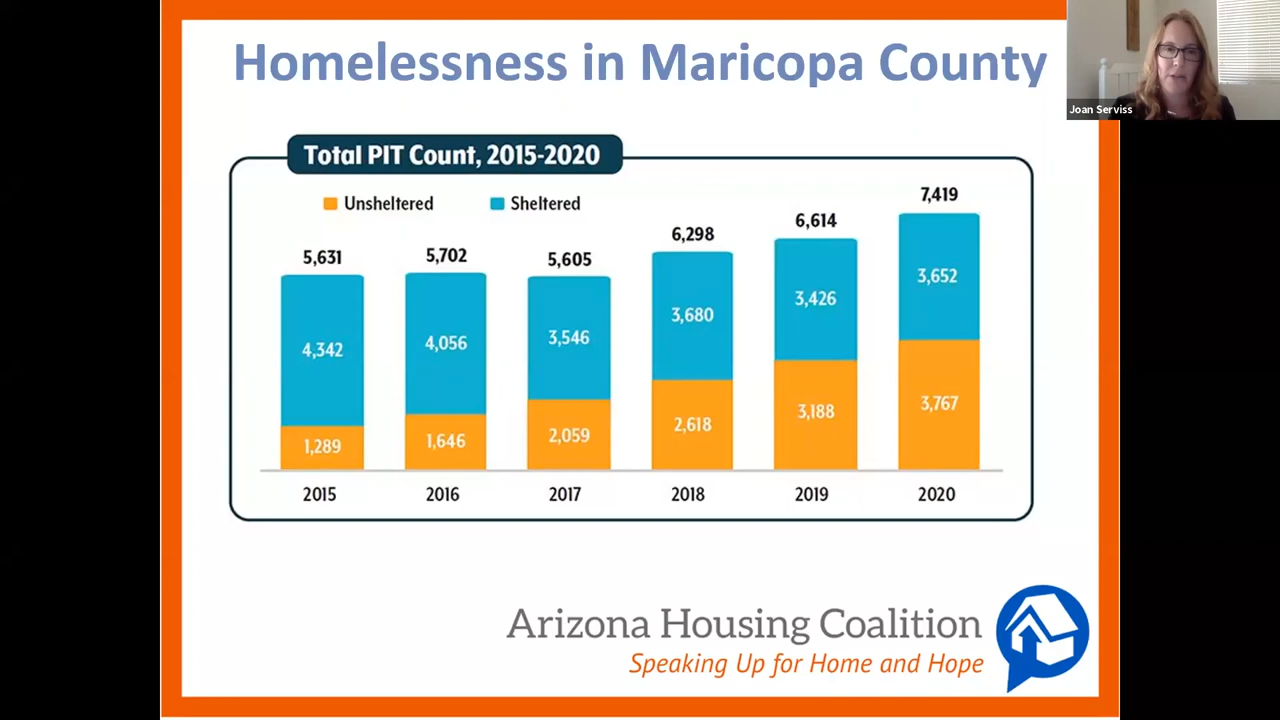 Homelessness in Maricopa County
Joan Serviss
Total PIT Count, 2015-2020
Unsheltered Sheltered
5,631 5,702 5,605 6,298 6,614 7,419
4,342 4,056 3,546 3,680 3,426 3,652
1,289 1,646 2,059 2,618 3,188 3,767
2015 2016 2017 2018 2019 2020
Arizona Housing Coalition
Speaking Up for Home and Hope